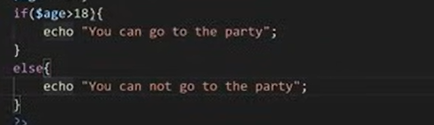 if($age>18){
    echo "You can go to the party";
}
else{
    echo "You can not go to the party";
}
?>